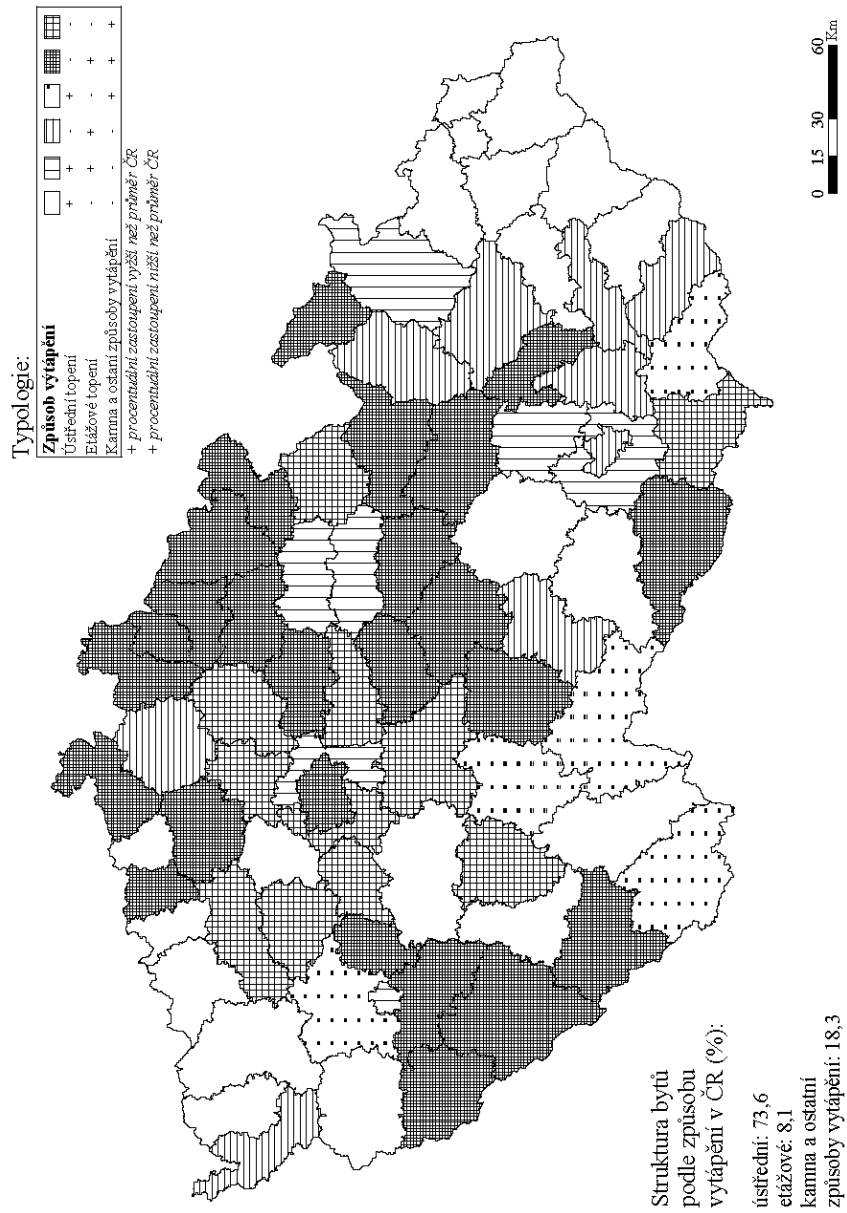 Typologie:
Způsob výtápění
Ústřední topení + + - + - -
Etážové topení - + + - + -
Kamna a ostaní způsoby vytápění - - - + + +
+ procentuální zastoupení vyšší než průměr ČR
+ procentuální zastoupení nižší než průměr ČR
0 15 30 60
Km
Struktura bytů
podle způsobu
vytápění v ČR (%):
ústřední: 73,6
etážové: 8,1
kamna a ostatní
způsoby vytápění: 18,3